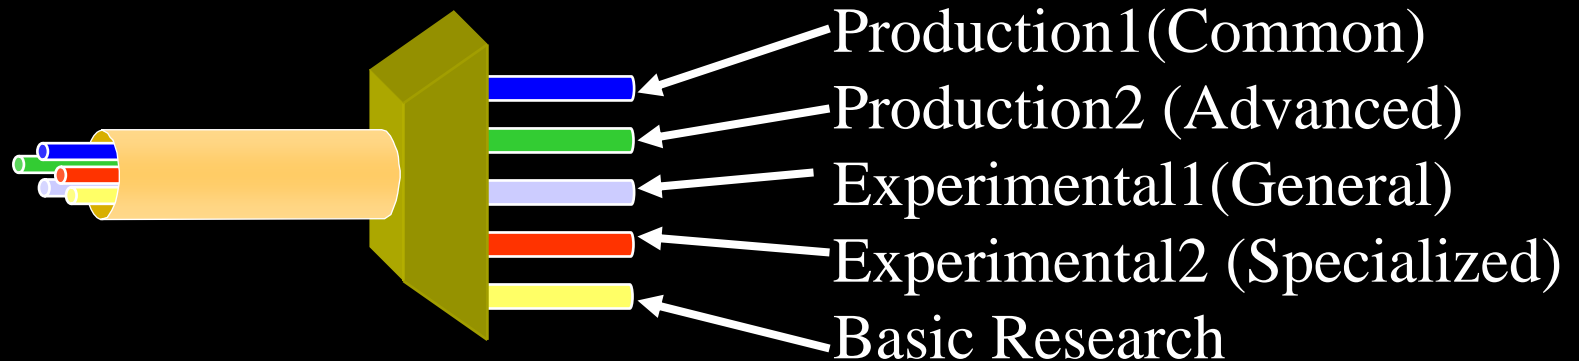 Production1(Common)
Production2 (Advanced)
Experimental1(General)
Experimental2 (Specialized)
Basic Research